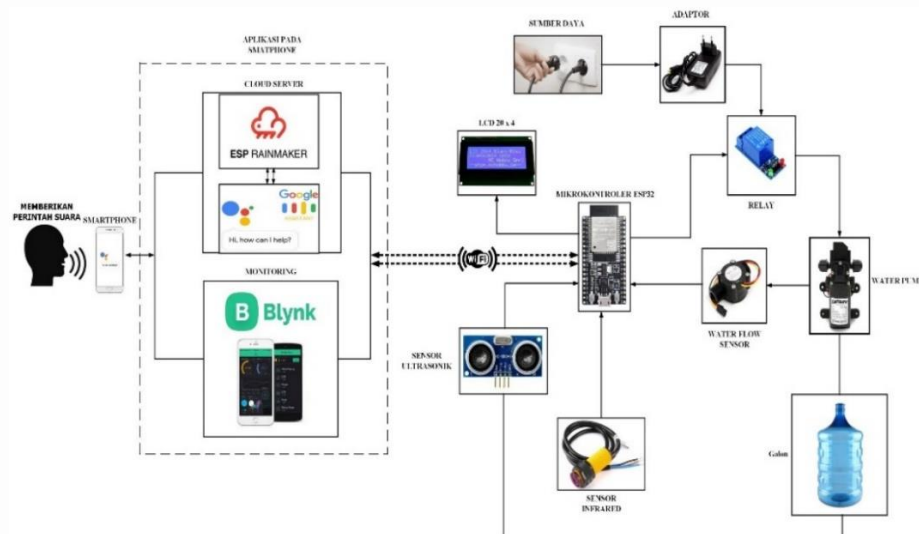 SUMBER DAYA
ADAPTOR
APLIKASI PADA
SMATPHONE
CLOUD SERVER
ESP RAINMAKER
LCD 20 x 4
MIKROKONTROLER ESP32
RELAY
Google
Hi, how can I help?
MEMBERIKAN
PERINTAH SUARA
SMARTPHONE
WiFi
MONITORING
B Blynk
WATER PUM
WATER FLOW
SENSOR
SENSOR
ULTRASONIK
Galon
SENSOR
INFRARED